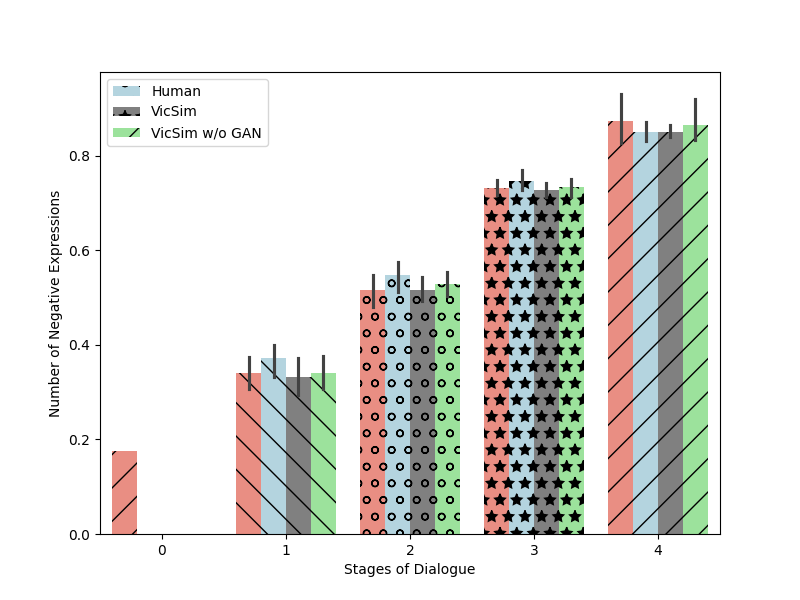 Human
VicSim
VicSim w/o GAN
0.8
0.6
0.4
0.2
0.0
Number of Negative Expressions
0 1 2 3 4
Stages of Dialogue